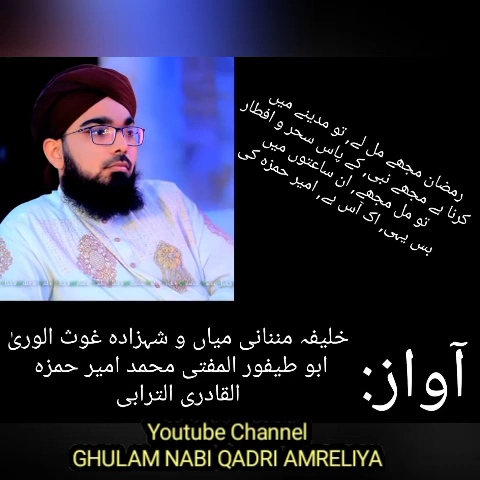 رمضان مجھے مل لے, تو مدینے میں
کرنا ہے مجھے نبی, کے پاس سحر و افطار
تو مل مجھے, ان ساعتوں میں
بس یہی, اک آس ہے, امیر حمزہ کی
آواز:
خلیفہ مننانی میاں و شہزادہ غوث الوریٰ
ابو طیفور المفتی محمد امیر حمزہ
القادری الترابی
Youtube Channel
GHULAM NABI QADRI AMRELIYA